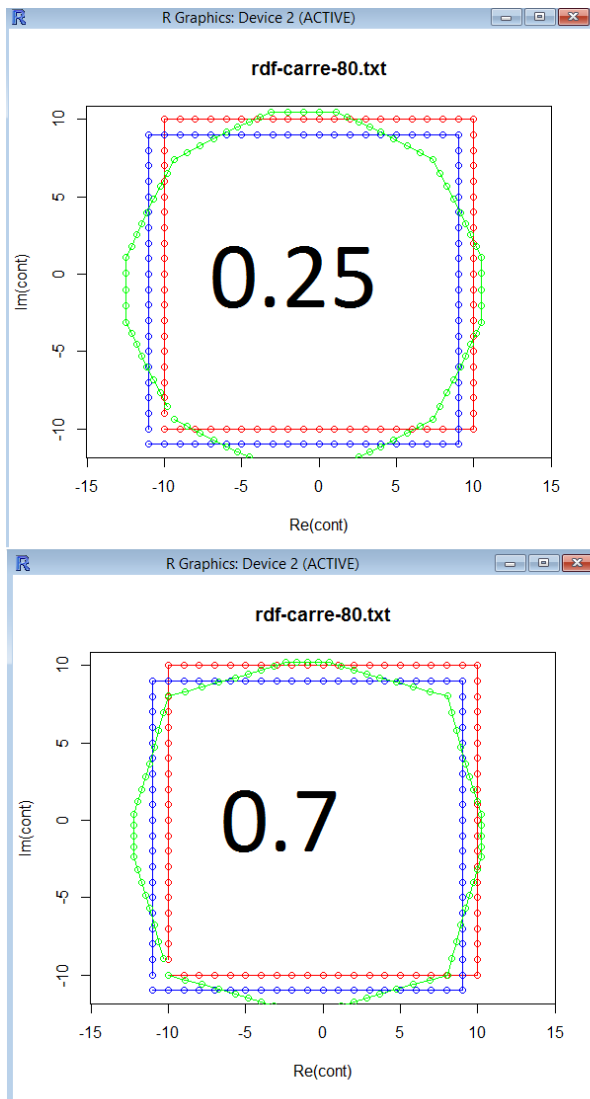 R Graphics: Device 2 (ACTIVE)
rdf-carre-80.txt
10
5
0
-5
-10
Im(cont)
0.25
-15 -10 -5 0 5 10 15
Re(cont)
R Graphics: Device 2 (ACTIVE)
rdf-carre-80.txt
10
5
0
-5
-10
Im(cont)
0.7
-15 -10 -5 0 5 10 15
Re(cont)